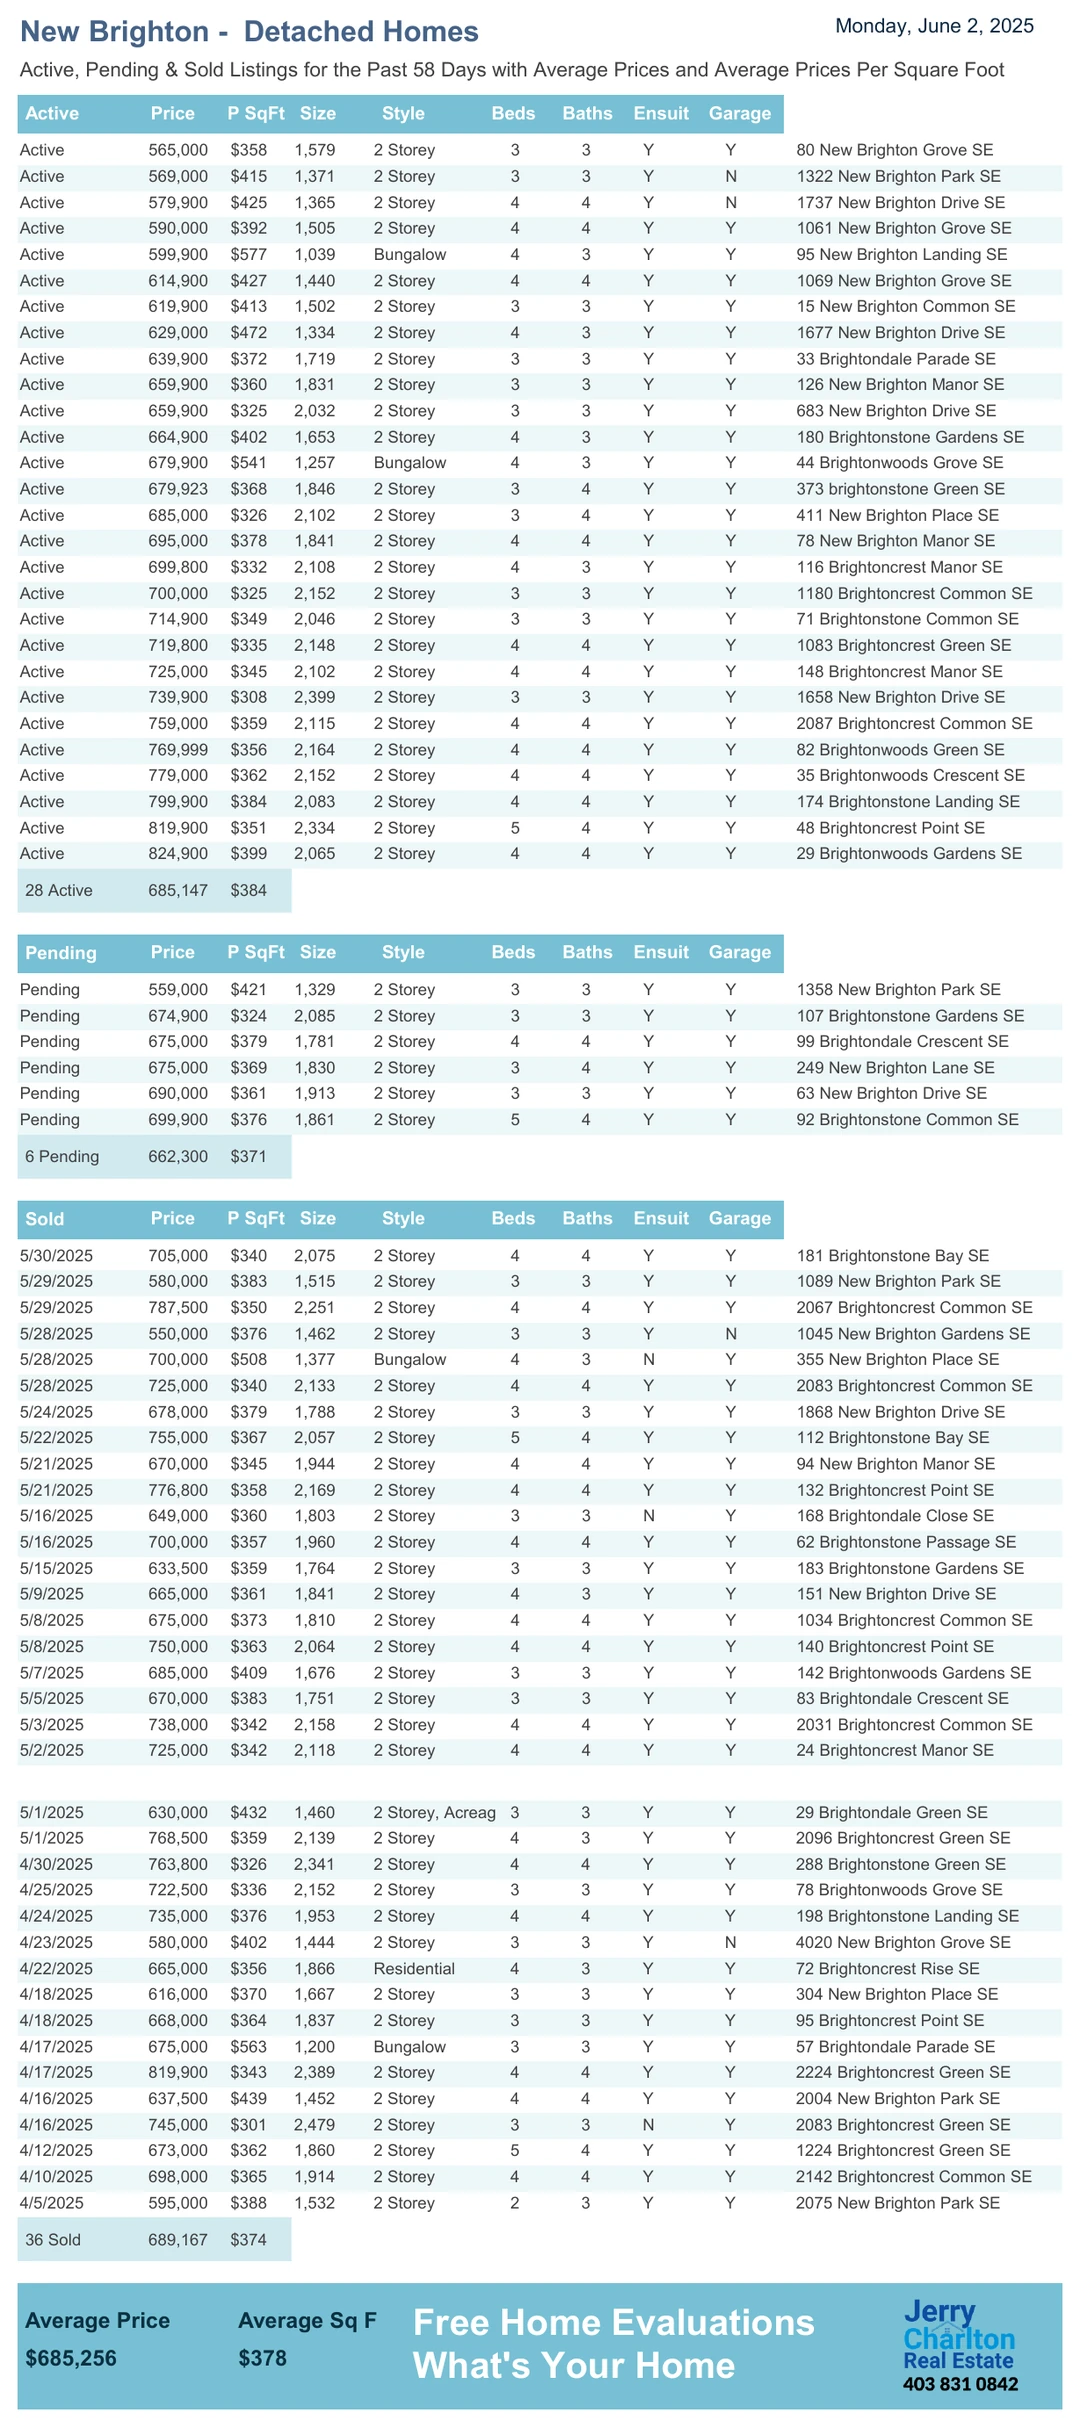 New Brighton -  Detached Homes
Monday, June 2, 2025
Active, Pending & Sold Listings for the Past 58 Days with Average Prices and Average Prices Per Square Foot
Active Price P SqFt Size Style Beds Baths Ensuit Garage
Active 565,000 $358 1,579 2 Storey 3 3 Y Y 80 New Brighton Grove SE
Active 569,000 $415 1,371 2 Storey 3 3 Y N 1322 New Brighton Park SE
Active 579,900 $425 1,365 2 Storey 4 4 Y N 1737 New Brighton Drive SE
Active 590,000 $392 1,505 2 Storey 4 4 Y Y 1061 New Brighton Grove SE
Active 599,900 $577 1,039 Bungalow 4 3 Y Y 95 New Brighton Landing SE
Active 614,900 $427 1,440 2 Storey 4 4 Y Y 1069 New Brighton Grove SE
Active 619,900 $413 1,502 2 Storey 3 3 Y Y 15 New Brighton Common SE
Active 629,000 $472 1,334 2 Storey 4 3 Y Y 1677 New Brighton Drive SE
Active 639,900 $372 1,719 2 Storey 3 3 Y Y 33 Brightondale Parade SE
Active 659,900 $360 1,831 2 Storey 3 3 Y Y 126 New Brighton Manor SE
Active 659,900 $325 2,032 2 Storey 3 3 Y Y 683 New Brighton Drive SE
Active 664,900 $402 1,653 2 Storey 4 3 Y Y 180 Brightonstone Gardens SE
Active 679,900 $541 1,257 Bungalow 4 3 Y Y 44 Brightonwoods Grove SE
Active 679,923 $368 1,846 2 Storey 3 4 Y Y 373 brightonstone Green SE
Active 685,000 $326 2,102 2 Storey 3 4 Y Y 411 New Brighton Place SE
Active 695,000 $378 1,841 2 Storey 4 4 Y Y 78 New Brighton Manor SE
Active 699,800 $332 2,108 2 Storey 4 3 Y Y 116 Brightoncrest Manor SE
Active 700,000 $325 2,152 2 Storey 3 3 Y Y 1180 Brightoncrest Common SE
Active 714,900 $349 2,046 2 Storey 3 3 Y Y 71 Brightonstone Common SE
Active 719,800 $335 2,148 2 Storey 4 4 Y Y 1083 Brightoncrest Green SE
Active 725,000 $345 2,102 2 Storey 4 4 Y Y 148 Brightoncrest Manor SE
Active 739,900 $308 2,399 2 Storey 3 3 Y Y 1658 New Brighton Drive SE
Active 759,000 $359 2,115 2 Storey 4 4 Y Y 2087 Brightoncrest Common SE
Active 769,999 $356 2,164 2 Storey 4 4 Y Y 82 Brightonwoods Green SE
Active 779,000 $362 2,152 2 Storey 4 4 Y Y 35 Brightonwoods Crescent SE
Active 799,900 $384 2,083 2 Storey 4 4 Y Y 174 Brightonstone Landing SE
Active 819,900 $351 2,334 2 Storey 5 4 Y Y 48 Brightoncrest Point SE
Active 824,900 $399 2,065 2 Storey 4 4 Y Y 29 Brightonwoods Gardens SE
28 Active 685,147 $384
Pending Price P SqFt Size Style Beds Baths Ensuit Garage
Pending 559,000 $421 1,329 2 Storey 3 3 Y Y 1358 New Brighton Park SE
Pending 674,900 $324 2,085 2 Storey 3 3 Y Y 107 Brightonstone Gardens SE
Pending 675,000 $379 1,781 2 Storey 4 4 Y Y 99 Brightondale Crescent SE
Pending 675,000 $369 1,830 2 Storey 3 4 Y Y 249 New Brighton Lane SE
Pending 690,000 $361 1,913 2 Storey 3 3 Y Y 63 New Brighton Drive SE
Pending 699,900 $376 1,861 2 Storey 5 4 Y Y 92 Brightonstone Common SE
6 Pending 662,300 $371
Sold Price P SqFt Size Style Beds Baths Ensuit Garage
5/30/2025 705,000 $340 2,075 2 Storey 4 4 Y Y 181 Brightonstone Bay SE
5/29/2025 580,000 $383 1,515 2 Storey 3 3 Y Y 1089 New Brighton Park SE
5/29/2025 787,500 $350 2,251 2 Storey 4 4 Y Y 2067 Brightoncrest Common SE
5/28/2025 550,000 $376 1,462 2 Storey 3 3 Y N 1045 New Brighton Gardens SE
5/28/2025 700,000 $508 1,377 Bungalow 4 3 N Y 355 New Brighton Place SE
5/28/2025 725,000 $340 2,133 2 Storey 4 4 Y Y 2083 Brightoncrest Common SE
5/24/2025 678,000 $379 1,788 2 Storey 3 3 Y Y 1868 New Brighton Drive SE
5/22/2025 755,000 $367 2,057 2 Storey 5 4 Y Y 112 Brightonstone Bay SE
5/21/2025 670,000 $345 1,944 2 Storey 4 4 Y Y 94 New Brighton Manor SE
5/21/2025 776,800 $358 2,169 2 Storey 4 4 Y Y 132 Brightoncrest Point SE
5/16/2025 649,000 $360 1,803 2 Storey 3 3 N Y 168 Brightondale Close SE
5/16/2025 700,000 $357 1,960 2 Storey 4 4 Y Y 62 Brightonstone Passage SE
5/15/2025 633,500 $359 1,764 2 Storey 3 3 Y Y 183 Brightonstone Gardens SE
5/9/2025 665,000 $361 1,841 2 Storey 4 3 Y Y 151 New Brighton Drive SE
5/8/2025 675,000 $373 1,810 2 Storey 4 4 Y Y 1034 Brightoncrest Common SE
5/8/2025 750,000 $363 2,064 2 Storey 4 4 Y Y 140 Brightoncrest Point SE
5/7/2025 685,000 $409 1,676 2 Storey 3 3 Y Y 142 Brightonwoods Gardens SE
5/5/2025 670,000 $383 1,751 2 Storey 3 3 Y Y 83 Brightondale Crescent SE
5/3/2025 738,000 $342 2,158 2 Storey 4 4 Y Y 2031 Brightoncrest Common SE
5/2/2025 725,000 $342 2,118 2 Storey 4 4 Y Y 24 Brightoncrest Manor SE
5/1/2025 630,000 $432 1,460 2 Storey, Acreag 3 3 Y Y 29 Brightondale Green SE
5/1/2025 768,500 $359 2,139 2 Storey 4 3 Y Y 2096 Brightoncrest Green SE
4/30/2025 763,800 $326 2,341 2 Storey 4 4 Y Y 288 Brightonstone Green SE
4/25/2025 722,500 $336 2,152 2 Storey 3 3 Y Y 78 Brightonwoods Grove SE
4/24/2025 735,000 $376 1,953 2 Storey 4 4 Y Y 198 Brightonstone Landing SE
4/23/2025 580,000 $402 1,444 2 Storey 3 3 Y N 4020 New Brighton Grove SE
4/22/2025 665,000 $356 1,866 Residential 4 3 Y Y 72 Brightoncrest Rise SE
4/18/2025 616,000 $370 1,667 2 Storey 3 3 Y Y 304 New Brighton Place SE
4/18/2025 668,000 $364 1,837 2 Storey 3 3 Y Y 95 Brightoncrest Point SE
4/17/2025 675,000 $563 1,200 Bungalow 3 3 Y Y 57 Brightondale Parade SE
4/17/2025 819,900 $343 2,389 2 Storey 4 4 Y Y 2224 Brightoncrest Green SE
4/16/2025 637,500 $439 1,452 2 Storey 4 4 Y Y 2004 New Brighton Park SE
4/16/2025 745,000 $301 2,479 2 Storey 3 3 N Y 2083 Brightoncrest Green SE
4/12/2025 673,000 $362 1,860 2 Storey 5 4 Y Y 1224 Brightoncrest Green SE
4/10/2025 698,000 $365 1,914 2 Storey 4 4 Y Y 2142 Brightoncrest Common SE
4/5/2025 595,000 $388 1,532 2 Storey 2 3 Y Y 2075 New Brighton Park SE
36 Sold 689,167 $374
Average Price Average Sq F
$685,256 $378
Free Home Evaluations
What's Your Home
Jerry
Charlton
Real Estate
403 831 0842